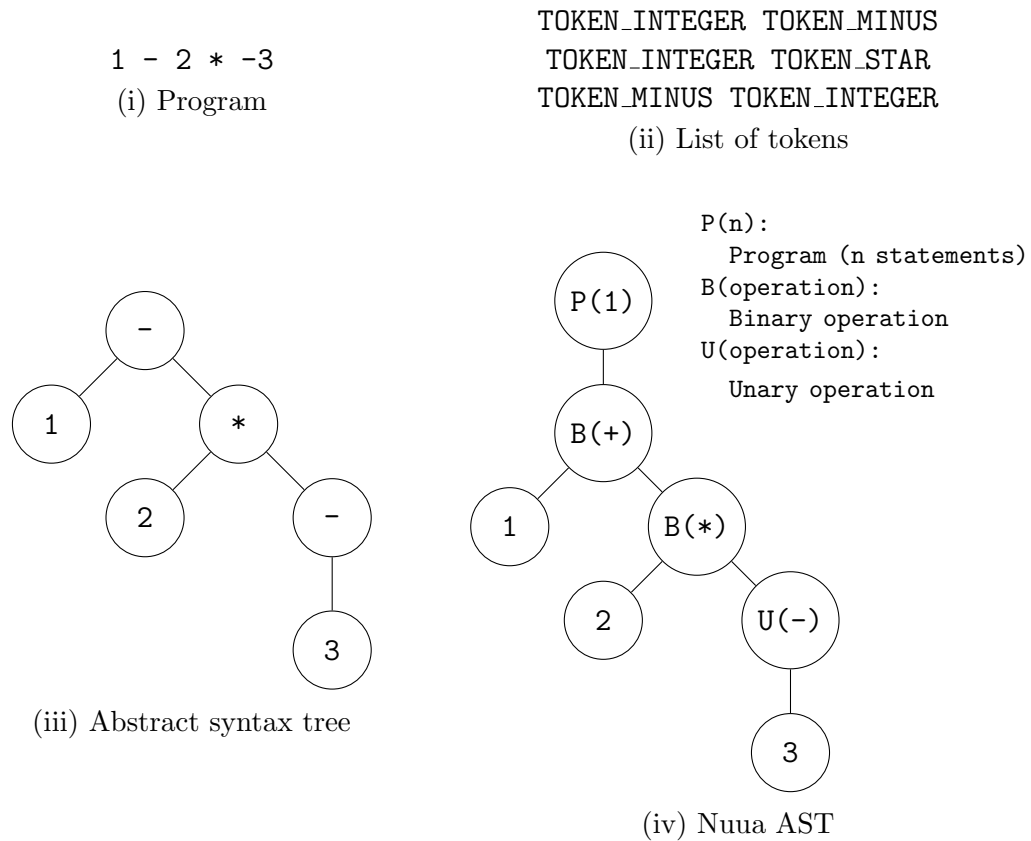 1 - 2 * -3
(i) Program
TOKEN_INTEGER TOKEN_MINUS
TOKEN_INTEGER TOKEN_STAR
TOKEN_MINUS TOKEN_INTEGER
(ii) List of tokens
-
1
*
2
-
3
(iii) Abstract syntax tree
P(n):
Program (n statements)
B(operation):
Binary operation
U(operation):
Unary operation
P(1)
B(+)
1
B(*)
2
U(-)
3
(iv) Nuua AST